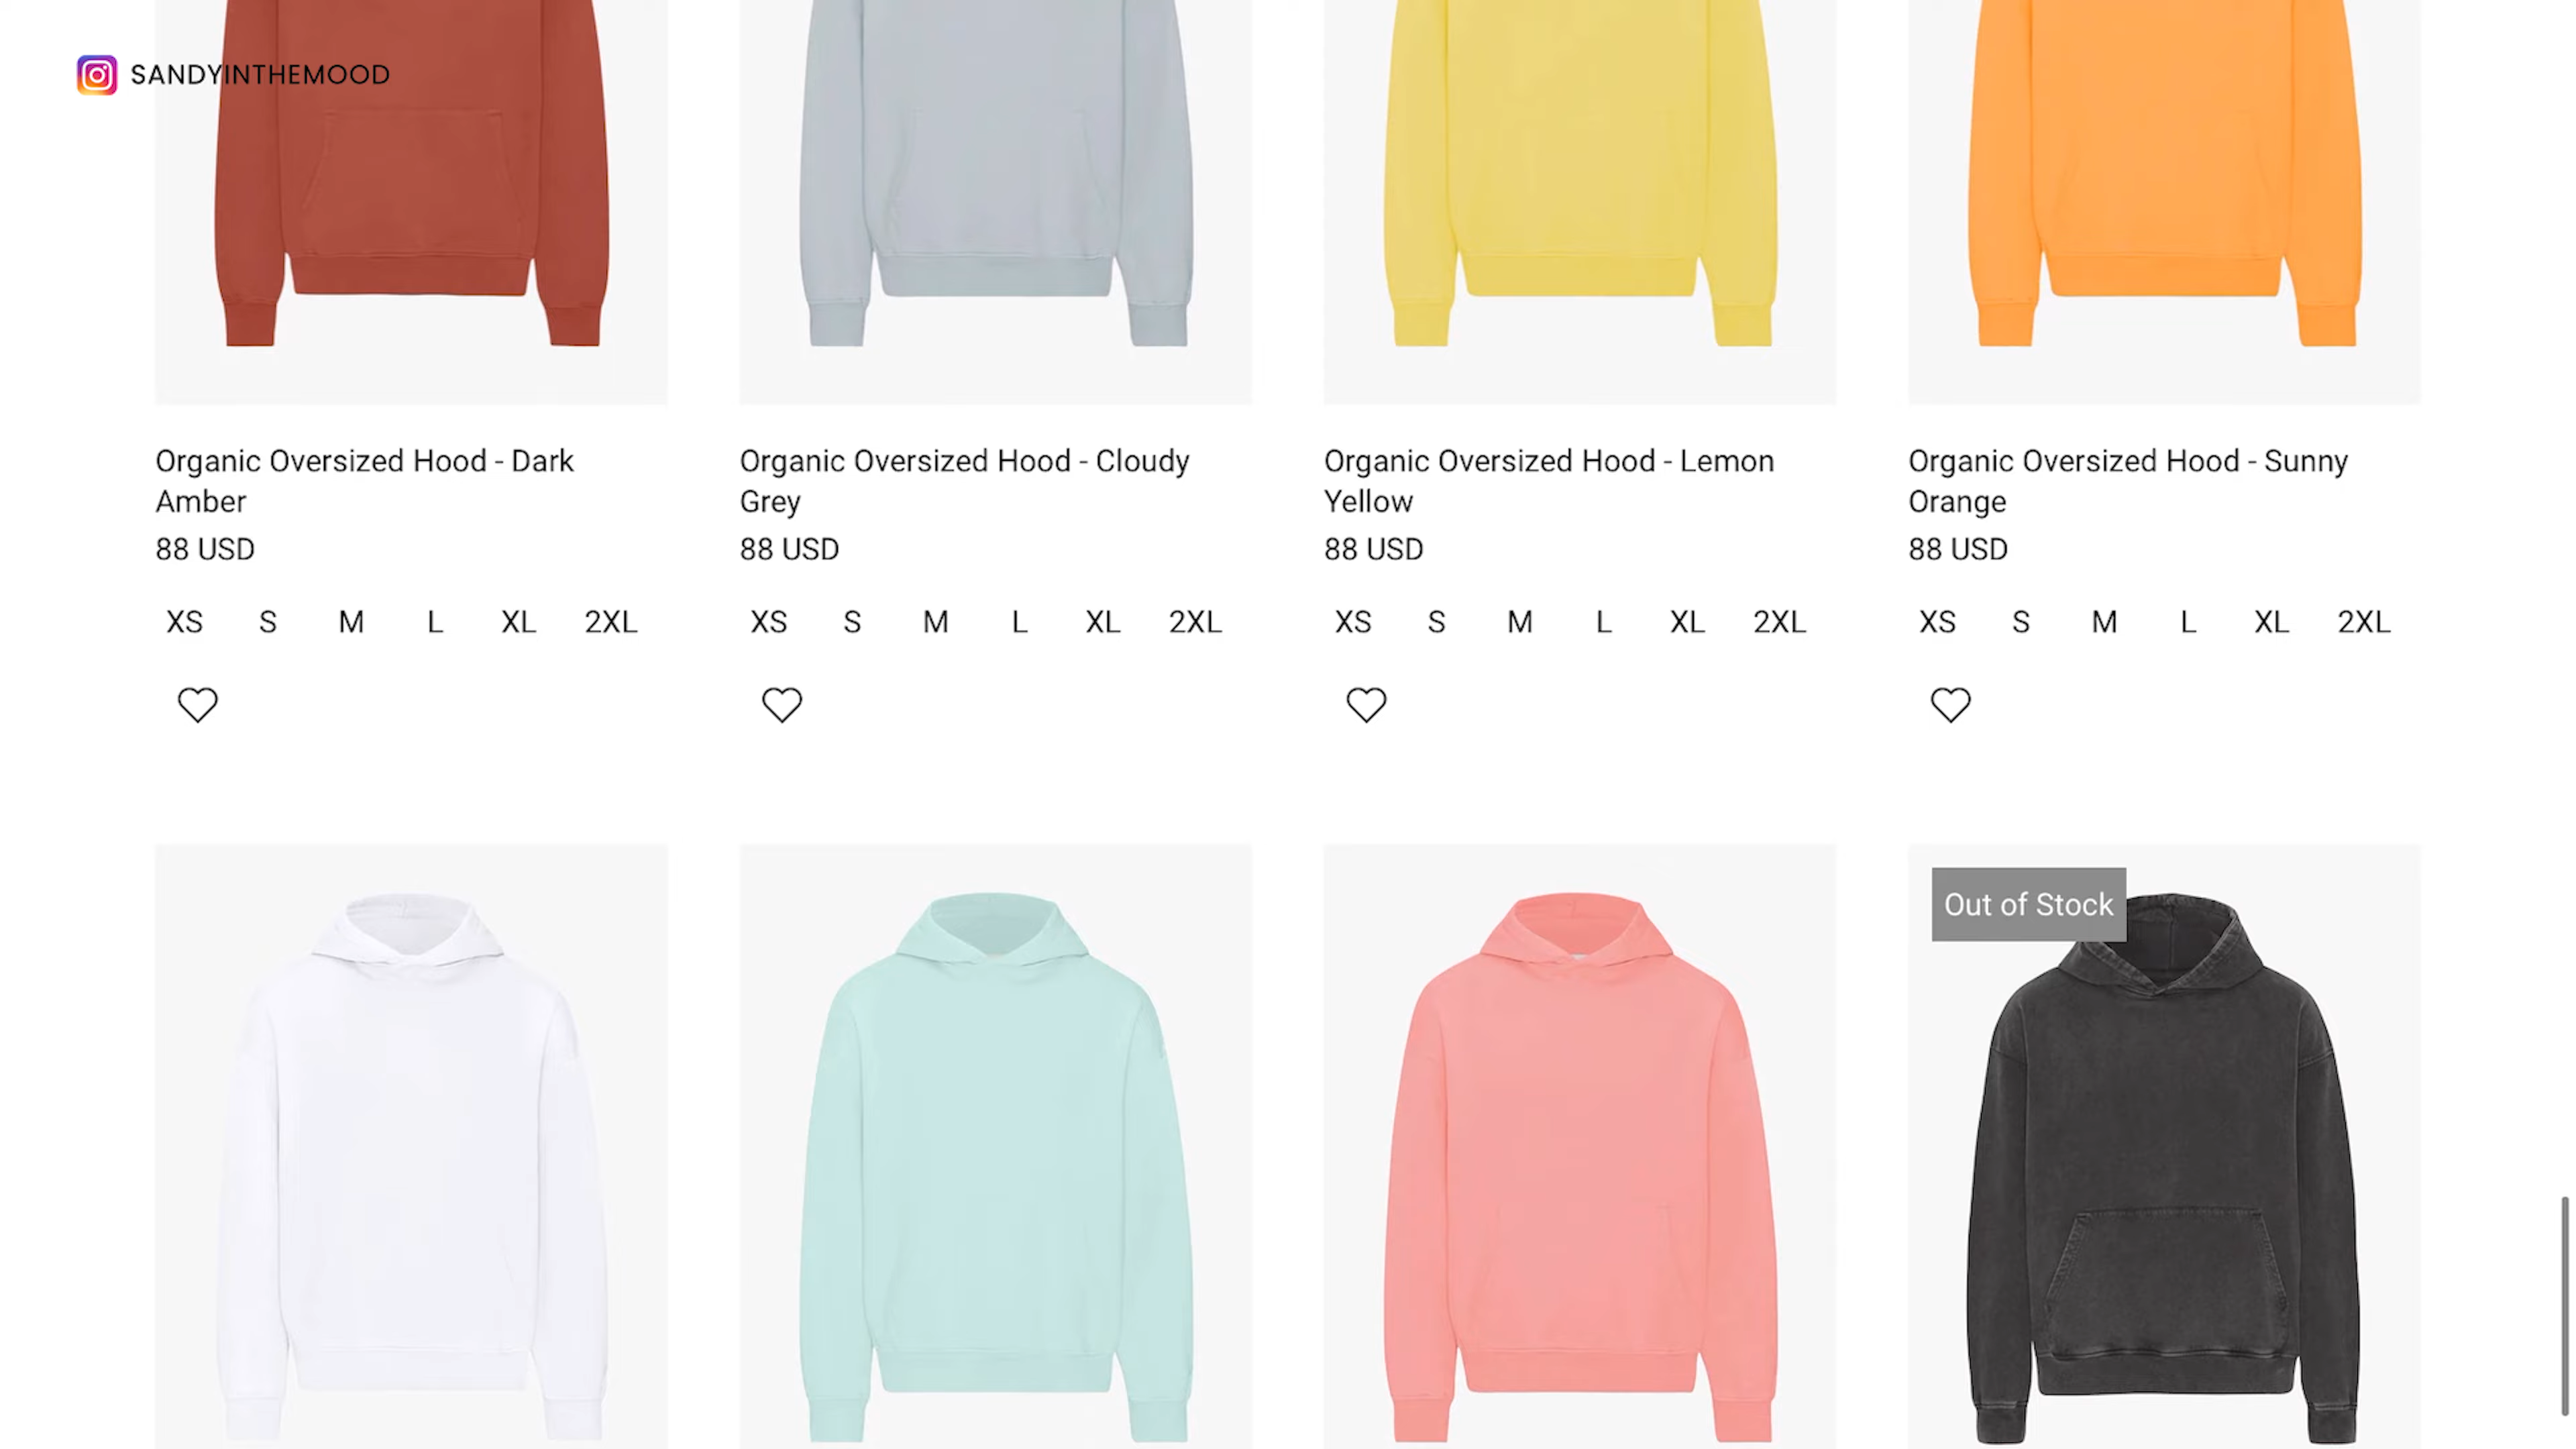 SANDYINTHEMOOD
Organic Oversized Hood - Dark
Amber
88 USD
XS S M L XL 2XL
Organic Oversized Hood - Cloudy
Grey
88 USD
XS S M L XL 2XL
Organic Oversized Hood - Lemon
Yellow
88 USD
XS S M L XL 2XL
Organic Oversized Hood - Sunny
Orange
88 USD
XS S M L XL 2XL
Out of Stock